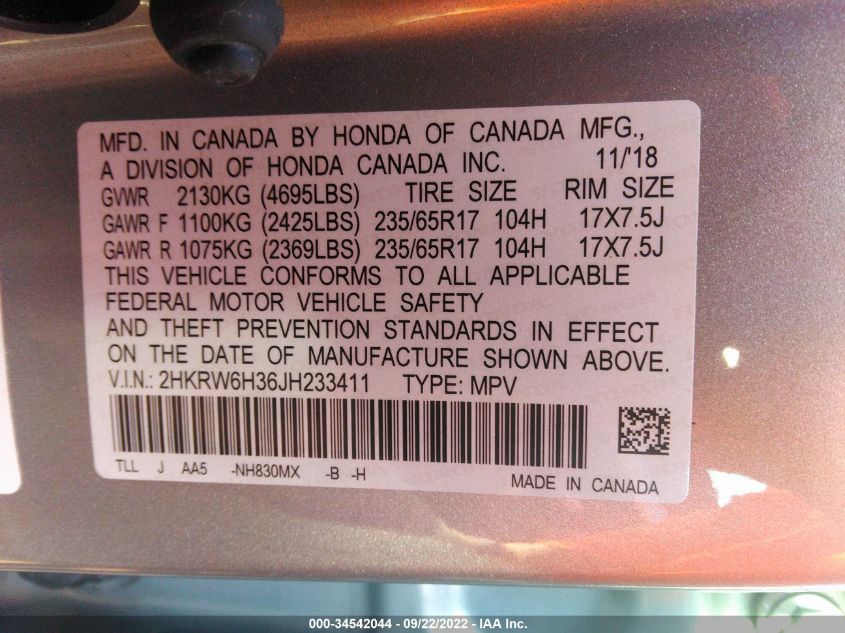 MFD. IN CANADA BY HONDA OF CANADA MFG.,
A DIVISION OF HONDA CANADA INC. 11/'18
GVWR 2130KG (4695LBS) TIRE SIZE RIM SIZE
GAWR F 1100KG (2425LBS) 235/65R17 104H 17X7.5J
GAWR R 1075KG (2369LBS) 235/65R17 104H 17X7.5J
THIS VEHICLE CONFORMS TO ALL APPLICABLE
FEDERAL MOTOR VEHICLE SAFETY
AND THEFT PREVENTION STANDARDS IN EFFECT
ON THE DATE OF MANUFACTURE SHOWN ABOVE.
V.I.N.: 2HKRW6H36JH233411 TYPE: MPV
TLL J AA5 -NH830MX -B -H
MADE IN CANADA
000-34542044 - 09/22/2022 - IAA Inc.